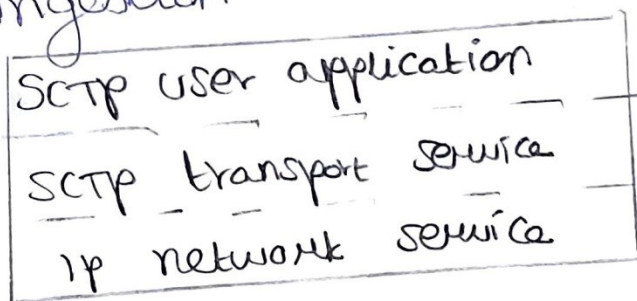 SCTP user application
SCTP transport service
IP network service